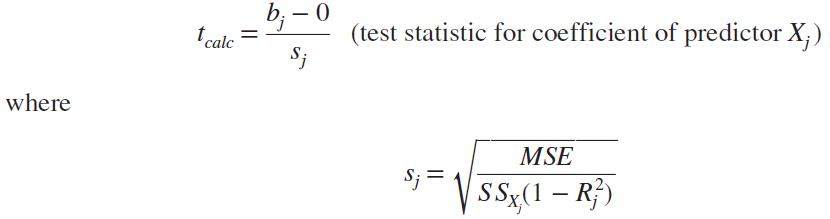 t_calc = (b_j − 0) / s_j (test statistic for coefficient of predictor X_j)
where
s_j = √(MSE / (SS_{X_j}(1 − R_j^2)))